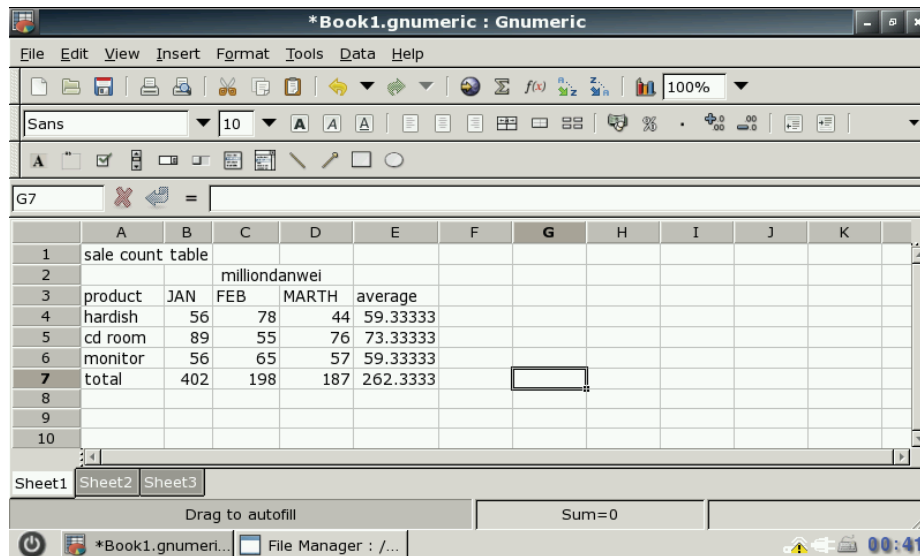 *Book1.gnumeric : Gnumeric
File Edit View Insert Format Tools Data Help
f(x) 100%
Sans 10 A A A %
A
G7 =
A B C D E F G H I J K
1 sale count table
2 milliondanwei
3 product JAN FEB MARTH average
4 hardish 56 78 44 59.33333
5 cd room 89 55 76 73.33333
6 monitor 56 65 57 59.33333
7 total 402 198 187 262.3333
8
9
10
Sheet1 Sheet2 Sheet3
Drag to autofill Sum=0
*Book1.gnumeri... File Manager : /... 00:41